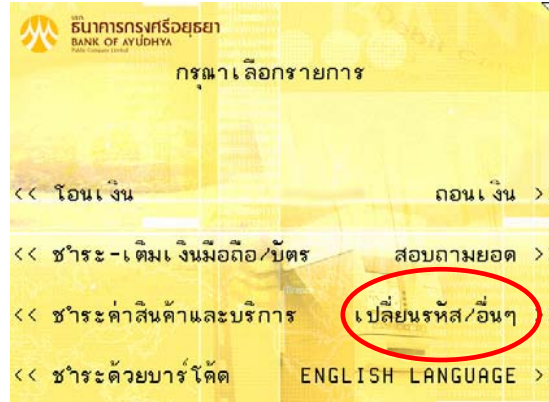 ธนาคารกรุงศรีอยุธยา
BANK OF AYUDHYA
Public Company Limited
กรุณาเลือกรายการ
<< โอนเงิน ถอนเงิน >
<< ชำระ-เติมเงินมือถือ/บัตร สอบถามยอด >
<< ชำระค่าสินค้าและบริการ เปลี่ยนรหัส/อื่นๆ >
<< ชำระด้วยบาร์โค้ด ENGLISH LANGUAGE >